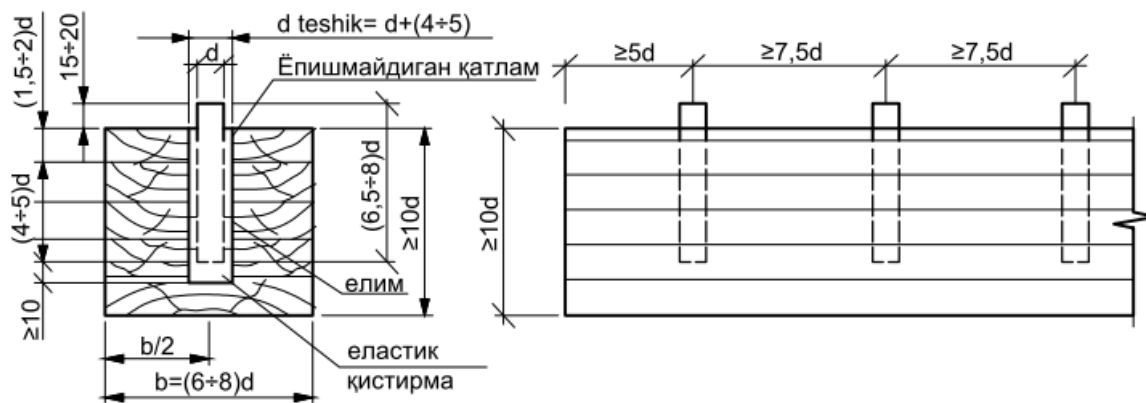 d teshik= d+(4÷5)
d
Ёпишмайдиган қатлам
15÷20
(1,5÷2)d
(4÷5)d
≥10
(6,5÷8)d
≥10d
елим
еластик
қистирма
b/2
b=(6÷8)d
≥5d
≥7,5d
≥7,5d
≥10d